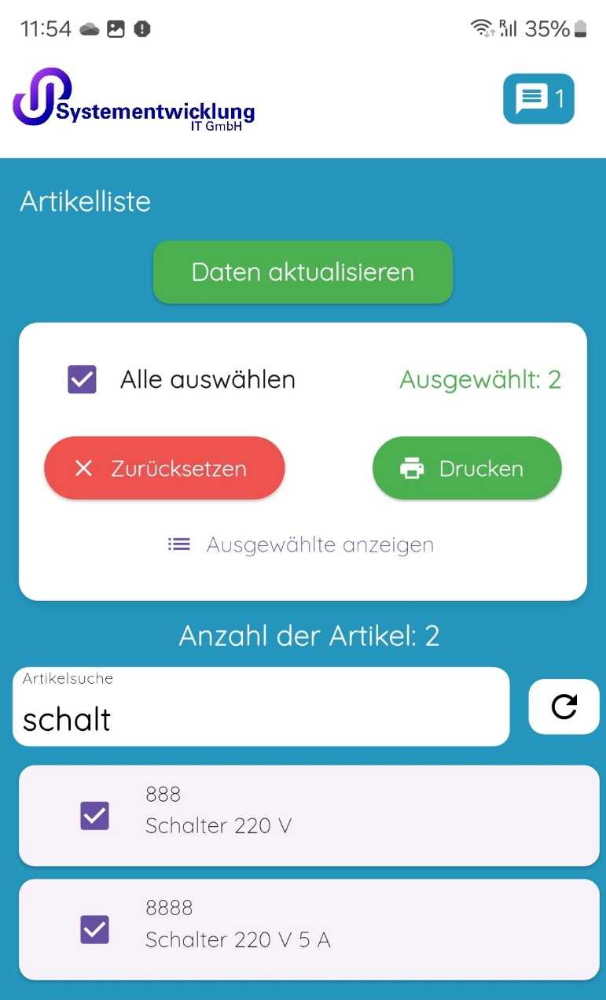 11:54
R 35%
Systementwicklung
IT GmbH
1
Artikelliste
Daten aktualisieren
Alle auswählen
Ausgewählt: 2
Zurücksetzen
Drucken
Ausgewählte anzeigen
Anzahl der Artikel: 2
Artikelsuche
schalt
888
Schalter 220 V
8888
Schalter 220 V 5 A